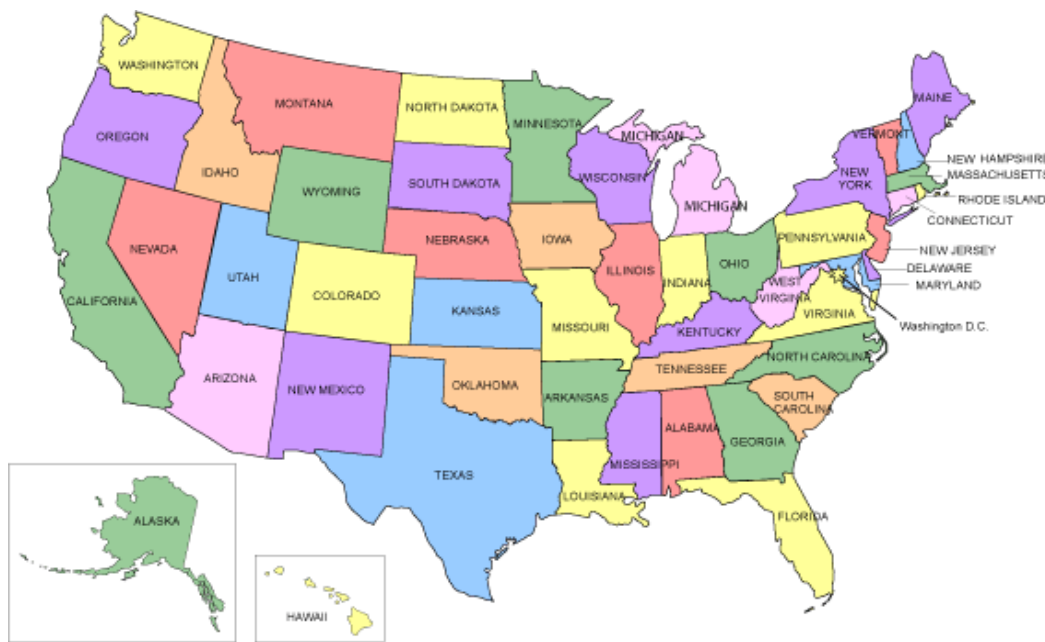 WASHINGTON
MONTANA
NORTH DAKOTA
MINNESOTA
MICHIGAN
MAINE
VERMONT
OREGON
IDAHO
WYOMING
SOUTH DAKOTA
WISCONSIN
MICHIGAN
NEW
YORK
NEW HAMPSHIRE
MASSACHUSETTS
RHODE ISLAND
CONNECTICUT
NEVADA
UTAH
COLORADO
NEBRASKA
IOWA
ILLINOIS
INDIANA
OHIO
PENNSYLVANIA
NEW JERSEY
DELAWARE
MARYLAND
CALIFORNIA
KANSAS
MISSOURI
KENTUCKY
WEST
VIRGINIA
VIRGINIA
Washington D.C.
ARIZONA
NEW MEXICO
OKLAHOMA
ARKANSAS
TENNESSEE
NORTH CAROLINA
SOUTH
CAROLINA
TEXAS
LOUISIANA
MISSISSIPPI
ALABAMA
GEORGIA
FLORIDA
ALASKA
HAWAII